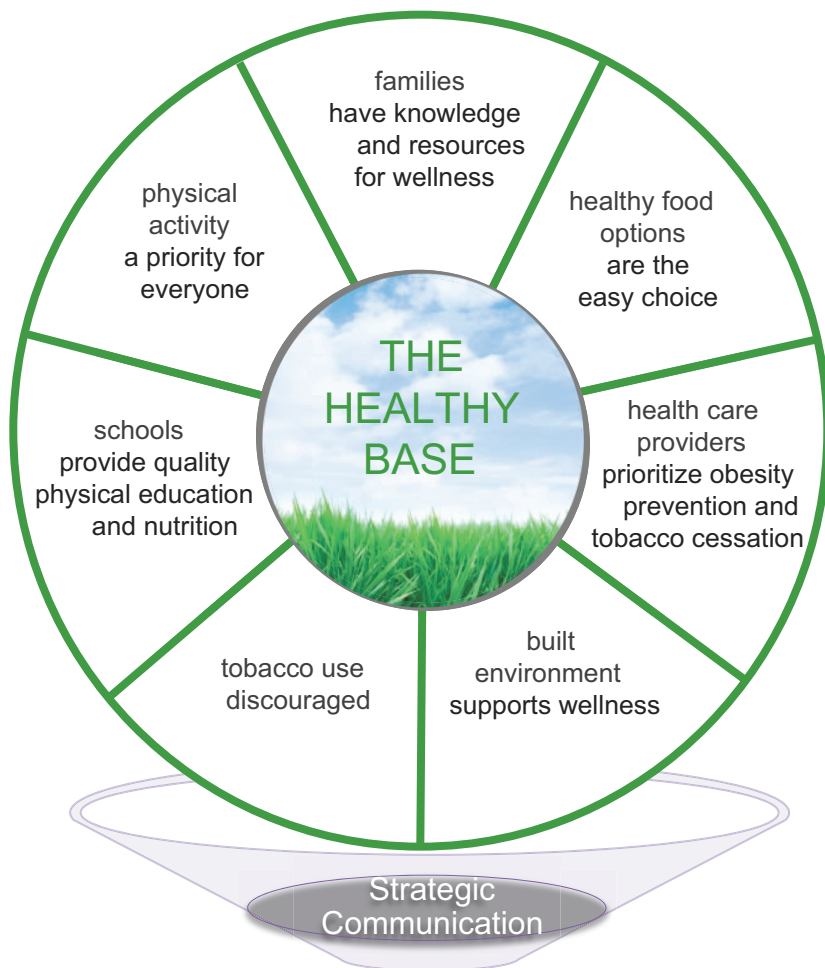 families
have knowledge
and resources
for wellness
healthy food
options
are the
easy choice
health care
providers
prioritize obesity
prevention and
tobacco cessation
built
environment
supports wellness
tobacco use
discouraged
schools
provide quality
physical education
and nutrition
physical
activity
a priority for
everyone
THE
HEALTHY
BASE
Strategic
Communication